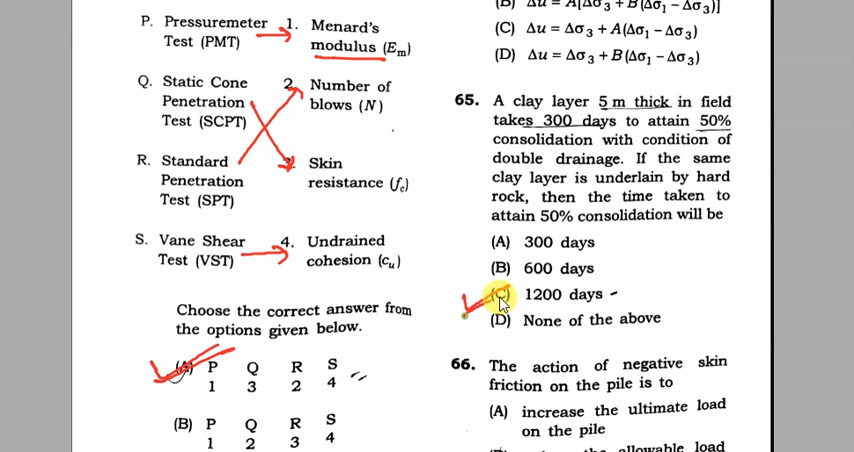 P. Pressuremeter 1. Menard's
Test (PMT) modulus (Em)
Q. Static Cone 2. Number of
Penetration blows (N)
Test (SCPT)
R. Standard Skin
Penetration resistance (fc)
Test (SPT)
S. Vane Shear 4. Undrained
Test (VST) cohesion (cu)
Choose the correct answer from
the options given below.
(A) P Q R S
1 3 2 4
(B) P Q R S
1 2 3 4
(B) Δu = A[Δσ3 + B(Δσ1 − Δσ3)]
(C) Δu = Δσ3 + A(Δσ1 − Δσ3)
(D) Δu = Δσ3 + B(Δσ1 − Δσ3)
65. A clay layer 5 m thick in field
takes 300 days to attain 50%
consolidation with condition of
double drainage. If the same
clay layer is underlain by hard
rock, then the time taken to
attain 50% consolidation will be
(A) 300 days
(B) 600 days
(C) 1200 days
(D) None of the above
66. The action of negative skin
friction on the pile is to
(A) increase the ultimate load
on the pile
allowable load